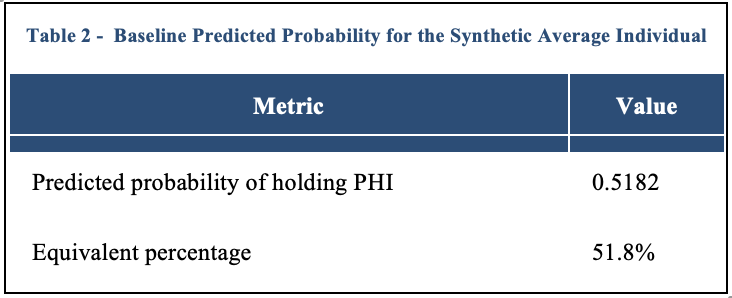 Table 2 - Baseline Predicted Probability for the Synthetic Average Individual
Metric Value
Predicted probability of holding PHI 0.5182
Equivalent percentage 51.8%